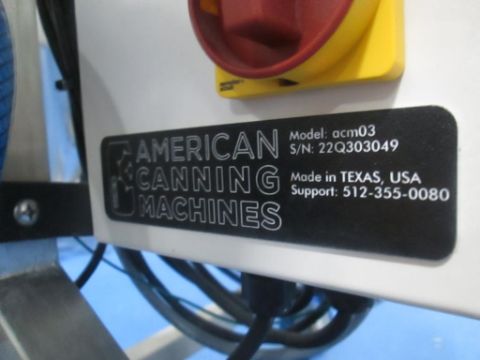 AMERICAN
CANNING
MACHINES
Model: acm03
S/N: 22Q303049
Made in TEXAS, USA
Support: 512-355-0080